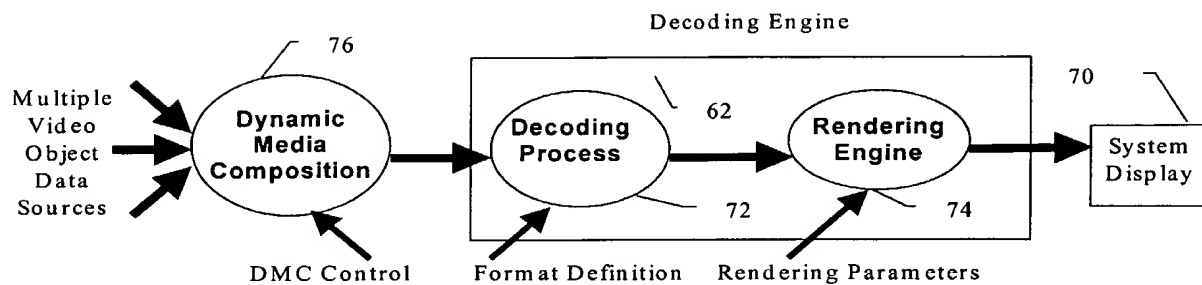 Decoding Engine
76
Multiple
Video
Object
Data
Sources
Dynamic
Media
Composition
62
Decoding
Process
72
Rendering
Engine
74
70
System
Display
DMC Control
Format Definition
Rendering Parameters